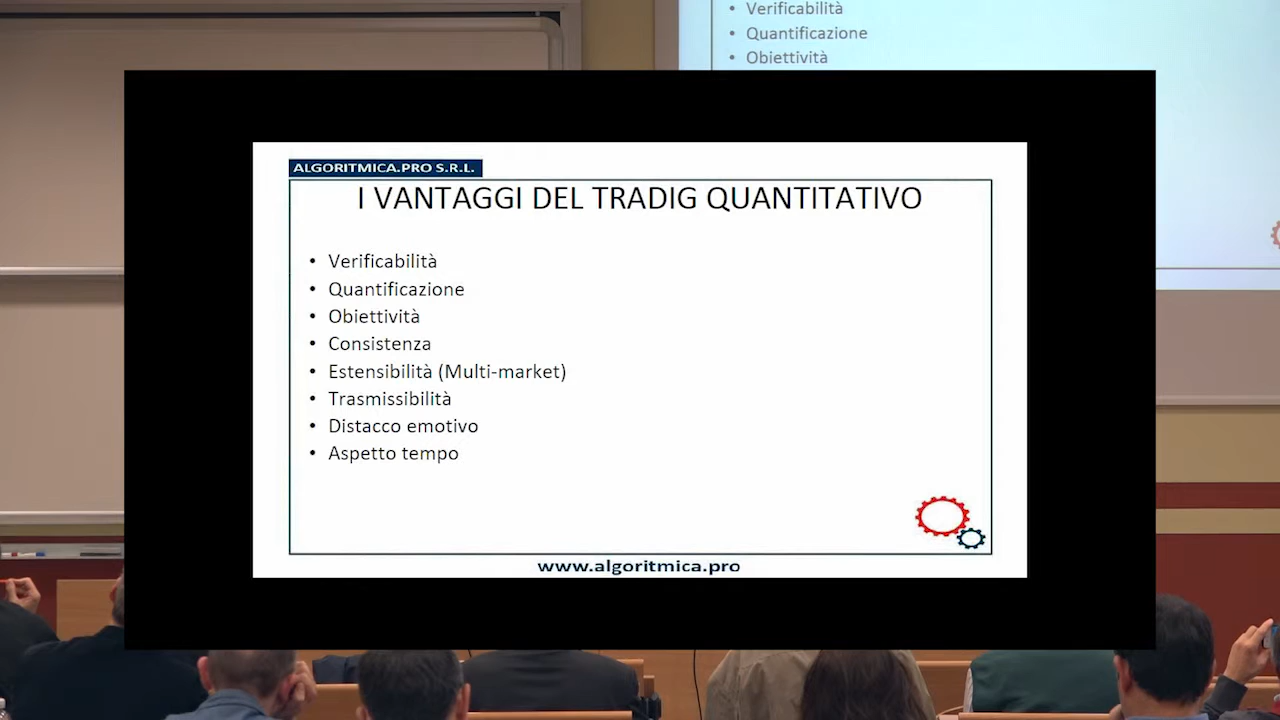 Verificabilità
Quantificazione
Obiettività
ALGORITMICA.PRO S.R.L.
I VANTAGGI DEL TRADIG QUANTITATIVO
Verificabilità
Quantificazione
Obiettività
Consistenza
Estensibilità (Multi-market)
Trasmissibilità
Distacco emotivo
Aspetto tempo
www.algoritmica.pro